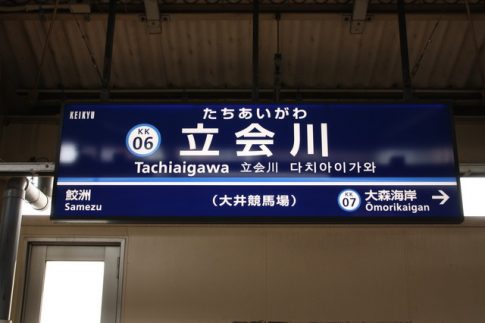 KEIKYU
たちあいがわ
KK
06
立会川
Tachiaigawa 立会川 다치아이가와
鮫洲
Samezu
(大井競馬場)
KK
07
大森海岸
Ōmorikaigan
→